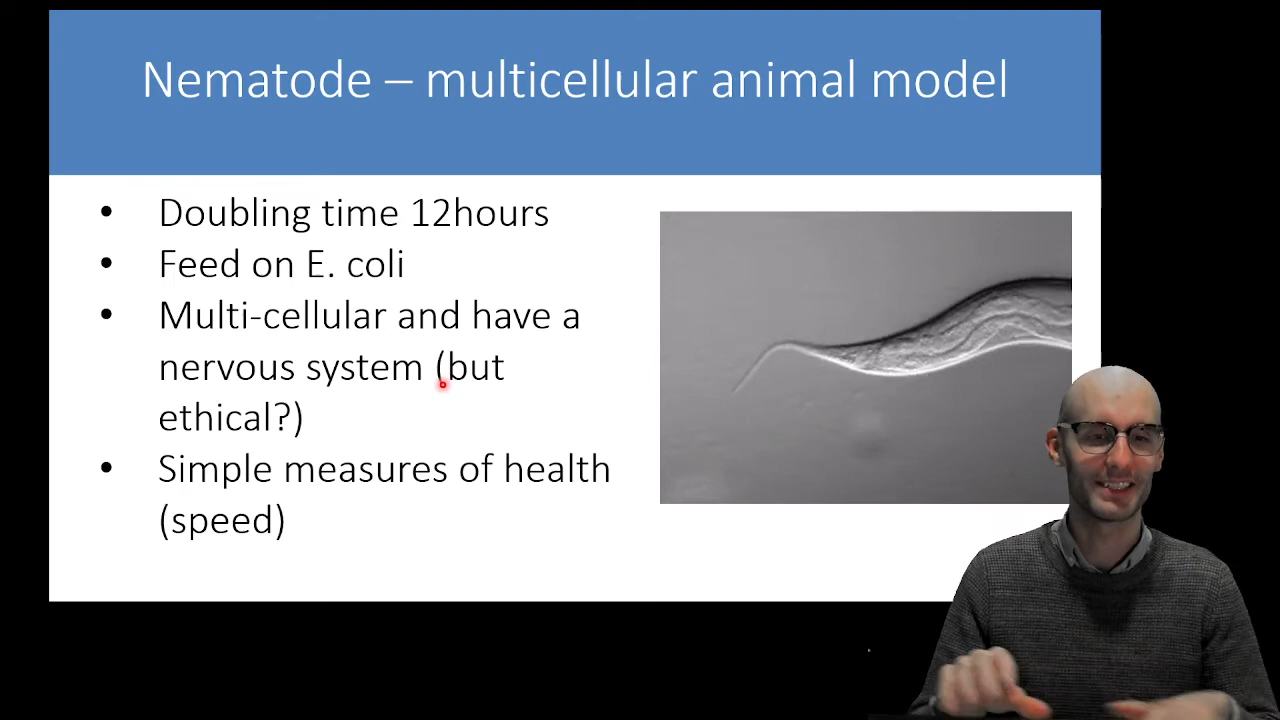 Nematode – multicellular animal model
• Doubling time 12hours
• Feed on E. coli
• Multi-cellular and have a
nervous system (but
ethical?)
• Simple measures of health
(speed)